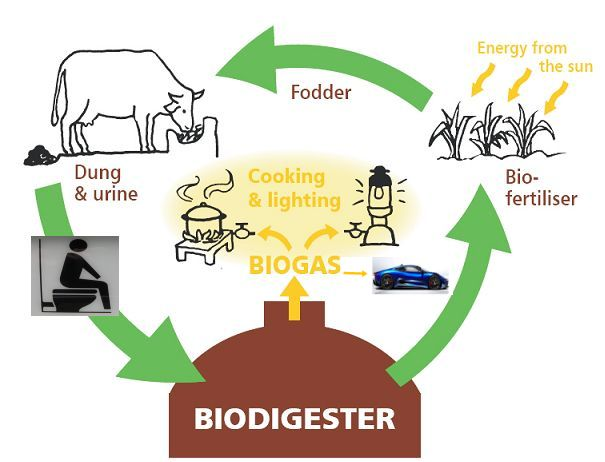 Energy from
the sun
Fodder
Dung
& urine
Cooking
& lighting
Bio-
fertiliser
BIOGAS
BIODIGESTER